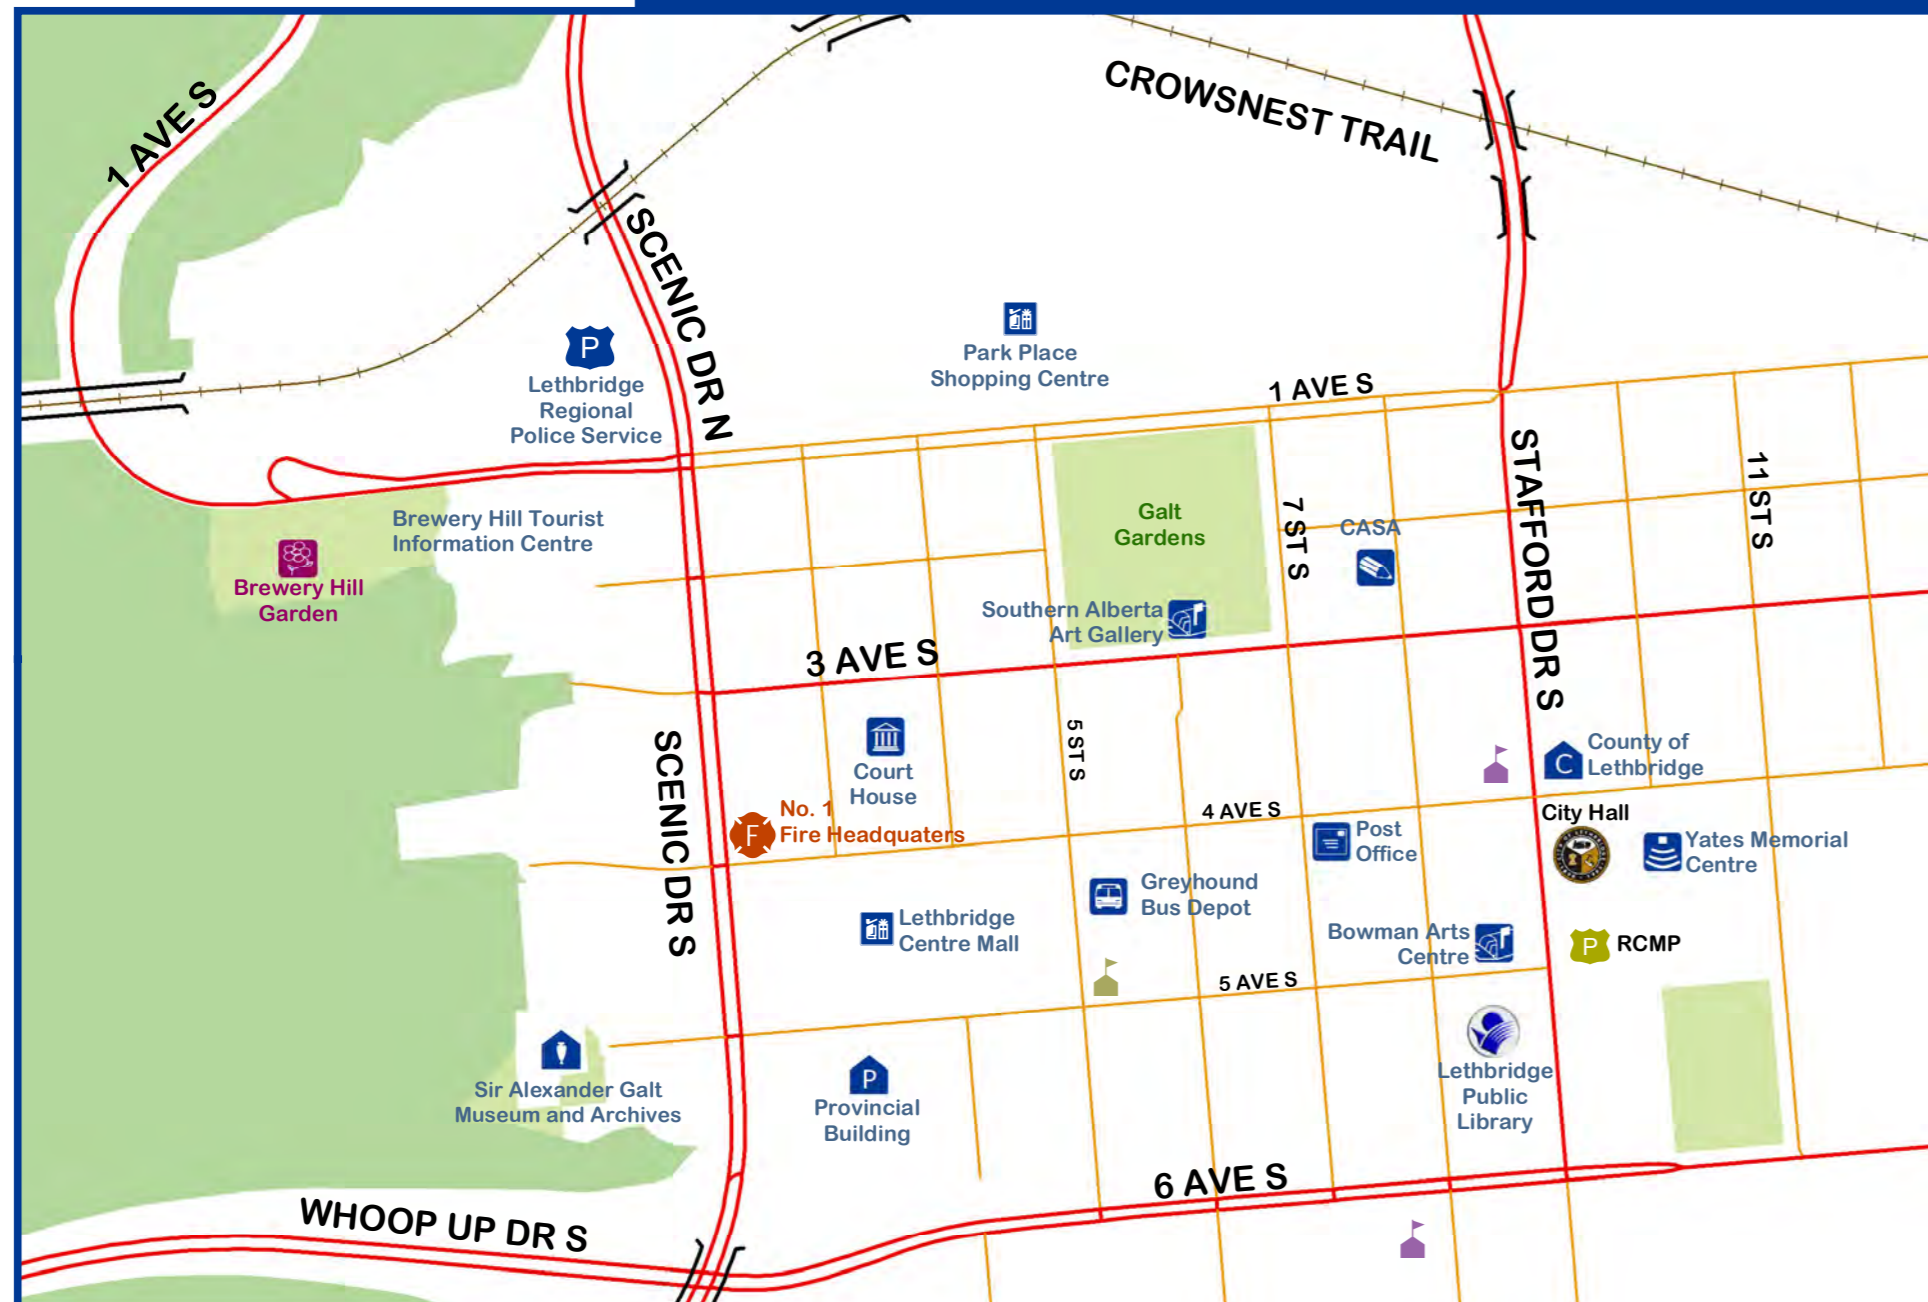 1 AVE S
CROWSNEST TRAIL
SCENIC DR N
P
Lethbridge
Regional
Police Service
Park Place
Shopping Centre
1 AVE S
STAFFORD DR S
11 ST S
7 ST S
Galt
Gardens
CASA
Brewery Hill Tourist
Information Centre
Brewery Hill
Garden
Southern Alberta
Art Gallery
3 AVE S
SCENIC DR S
Court
House
5 ST S
C
County of
Lethbridge
No. 1
Fire Headquaters
F
4 AVE S
Post
Office
City Hall
Yates Memorial
Centre
Greyhound
Bus Depot
Lethbridge
Centre Mall
Bowman Arts
Centre
P
RCMP
5 AVE S
Sir Alexander Galt
Museum and Archives
P
Provincial
Building
Lethbridge
Public
Library
6 AVE S
WHOOP UP DR S